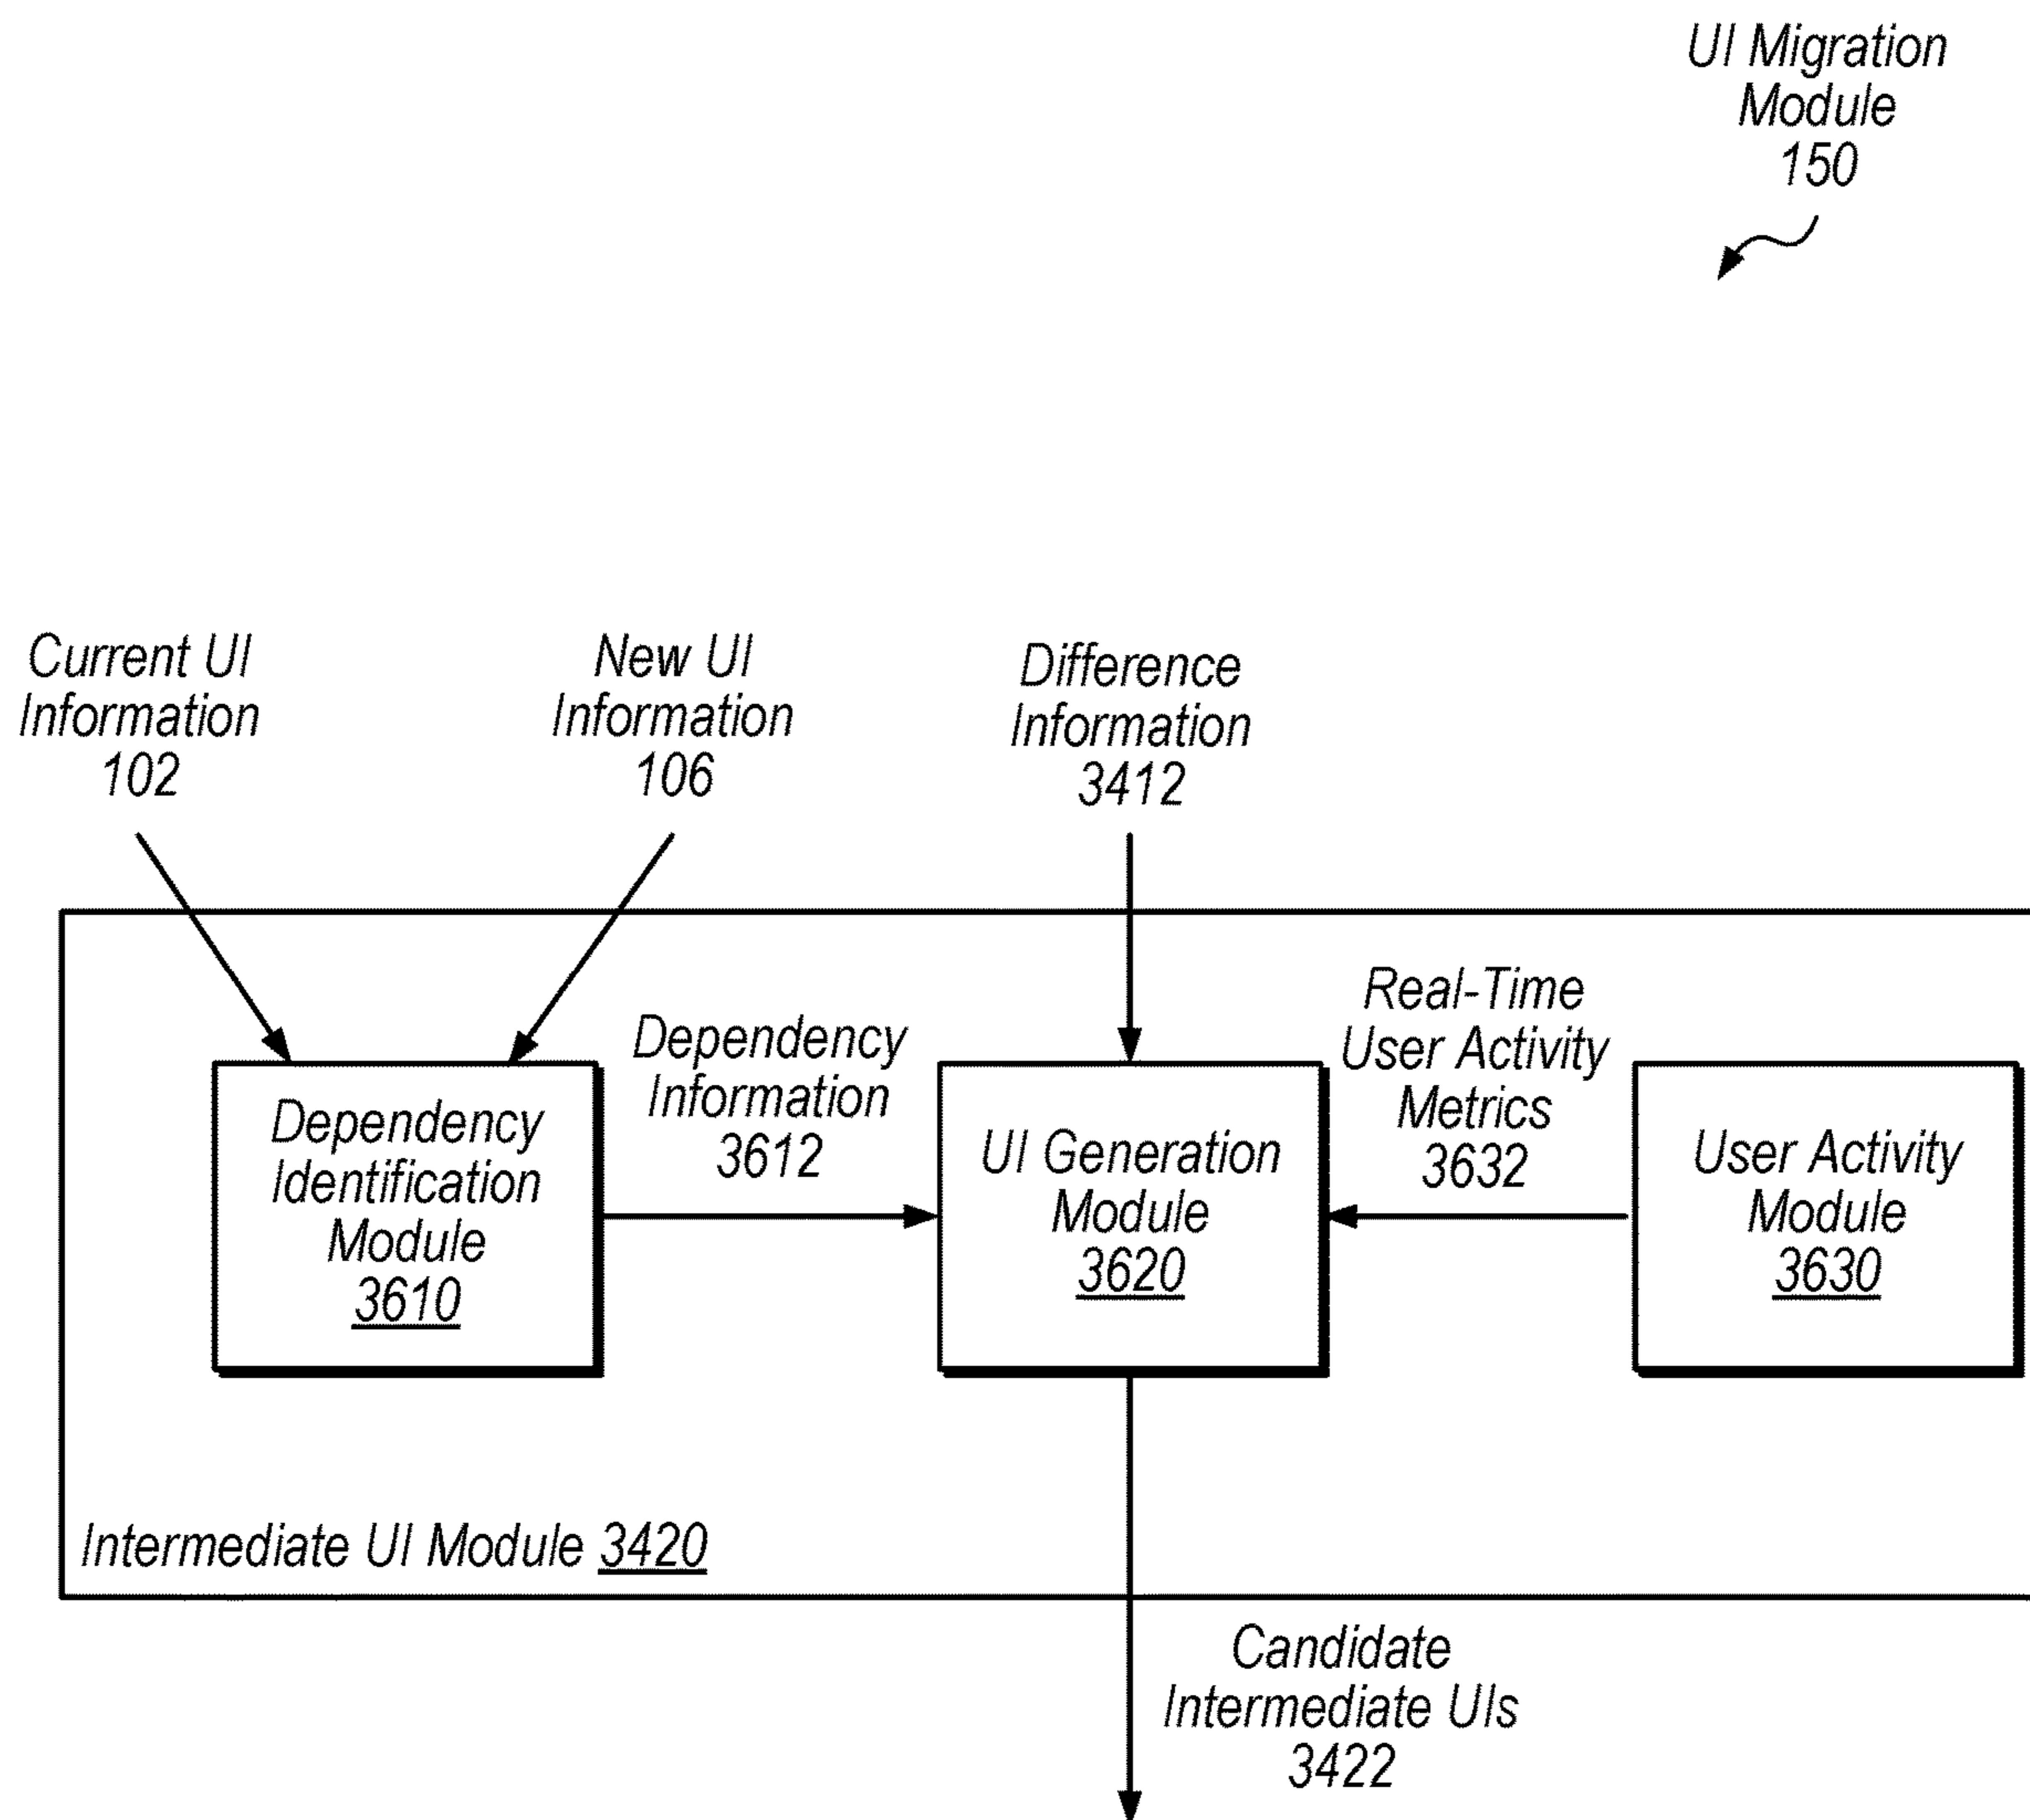 UI Migration
Module
150
Current UI
Information
102
New UI
Information
106
Difference
Information
3412
Dependency
Identification
Module
3610
Dependency
Information
3612
UI Generation
Module
3620
Real-Time
User Activity
Metrics
3632
User Activity
Module
3630
Intermediate UI Module 3420
Candidate
Intermediate UIs
3422